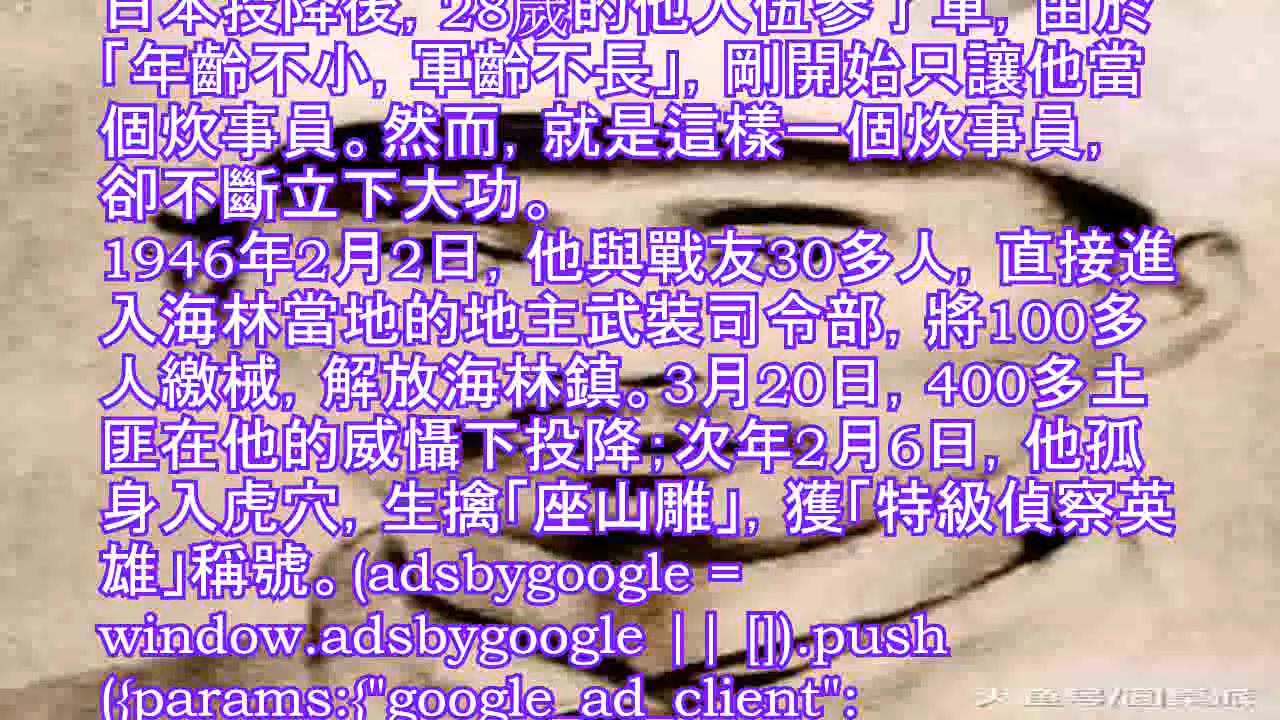 日本投降後, 28歲的他入伍參了軍, 由於
「年齡不小, 軍齡不長」, 剛開始只讓他當
個炊事員。然而, 就是這樣一個炊事員,
卻不斷立下大功。
1946年2月2日, 他與戰友30多人, 直接進
入海林當地的地主武裝司令部, 將100多
人繳械, 解放海林鎮。3月20日, 400多土
匪在他的威懾下投降;次年2月6日, 他孤
身入虎穴, 生擒「座山雕」, 獲「特級偵察英
雄」稱號。(adsbygoogle =
window.adsbygoogle || []).push
({params:{"google_ad_client":